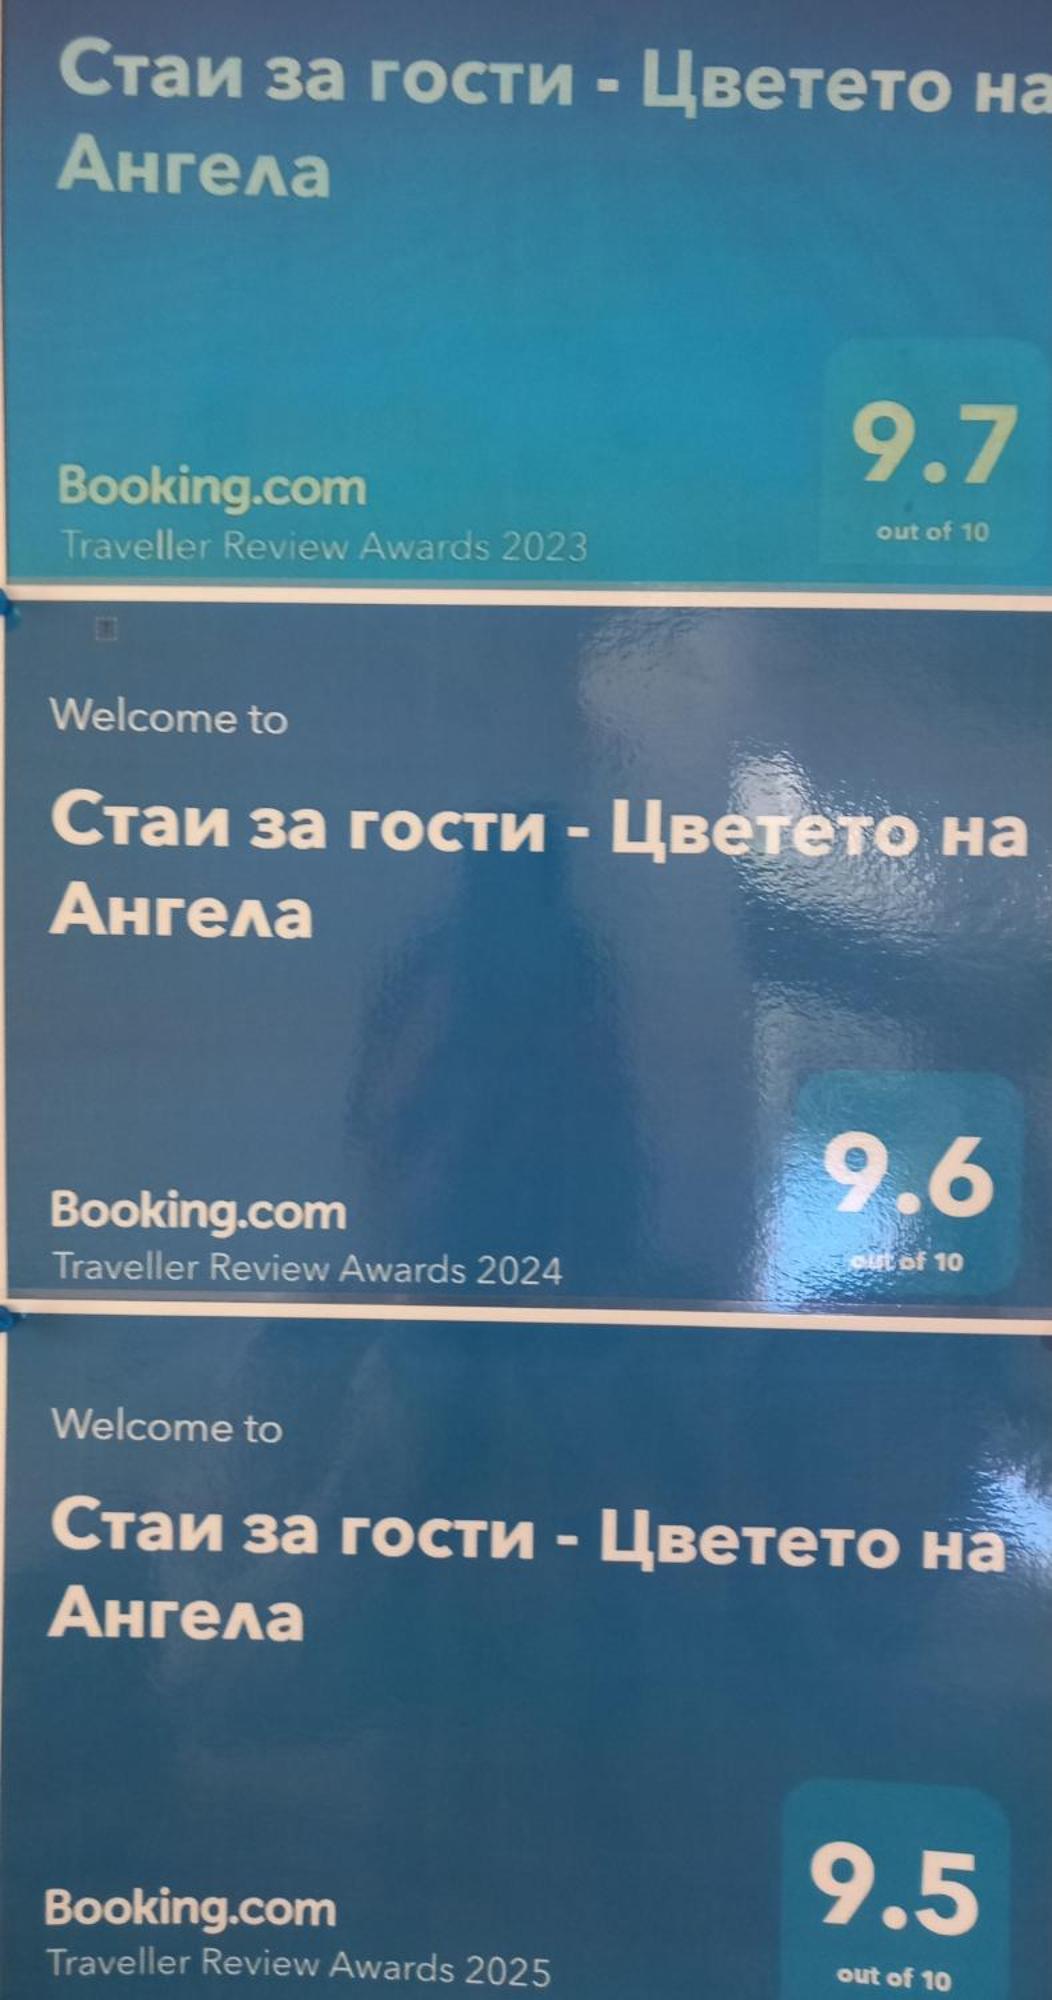 Стаи за гости - Цветето на
Ангела
9.7
out of 10
Booking.com
Traveller Review Awards 2023
Welcome to
Стаи за гости - Цветето на
Ангела
9.6
out of 10
Booking.com
Traveller Review Awards 2024
Welcome to
Стаи за гости - Цветето на
Ангела
9.5
out of 10
Booking.com
Traveller Review Awards 2025